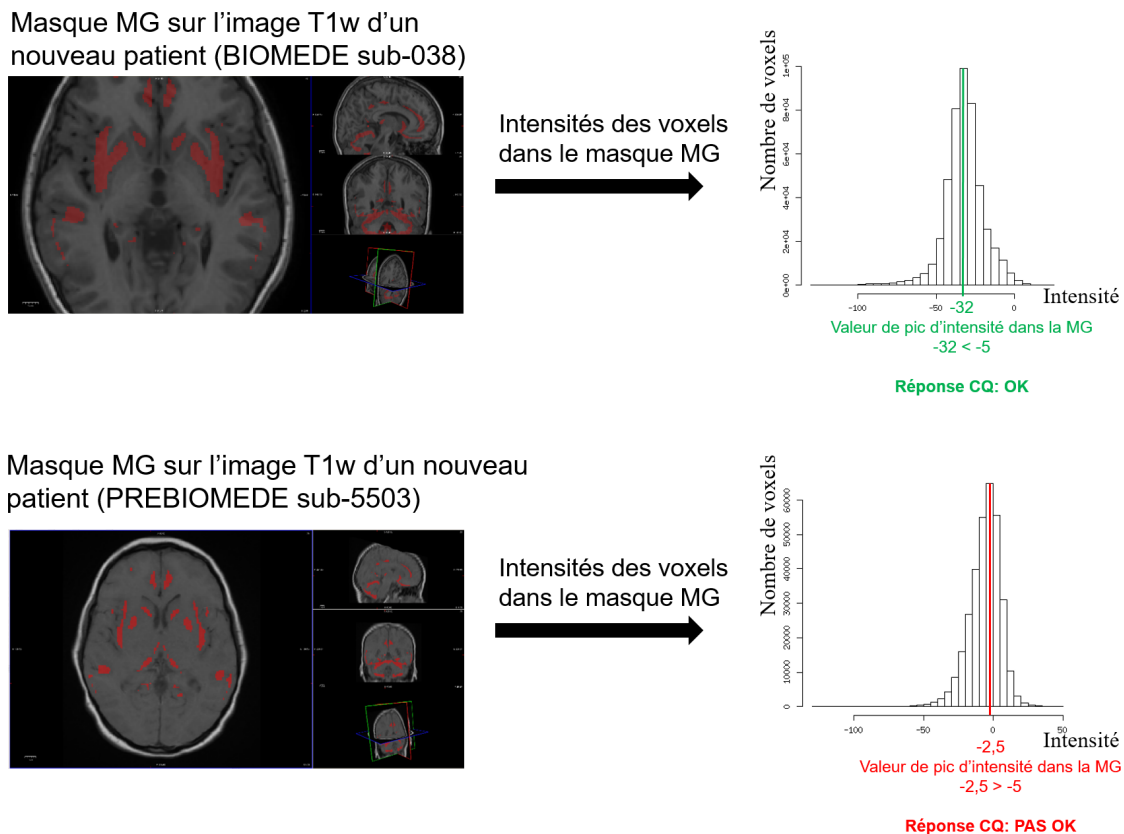 Masque MG sur l'image T1w d'un
nouveau patient (BIOMEDE sub-038)
Intensités des voxels
dans le masque MG
Nombre de voxels
1e+05
8e+04
6e+04
4e+04
2e+04
0e+00
-100
-50
0
Intensité
-32
Valeur de pic d'intensité dans la MG
-32 < -5
Réponse CQ: OK
Masque MG sur l'image T1w d'un nouveau
patient (PREBIOMEDE sub-5503)
Intensités des voxels
dans le masque MG
Nombre de voxels
60000
50000
40000
30000
20000
10000
0
-100
-50
0
50
Intensité
-2,5
Valeur de pic d'intensité dans la MG
-2,5 > -5
Réponse CQ: PAS OK